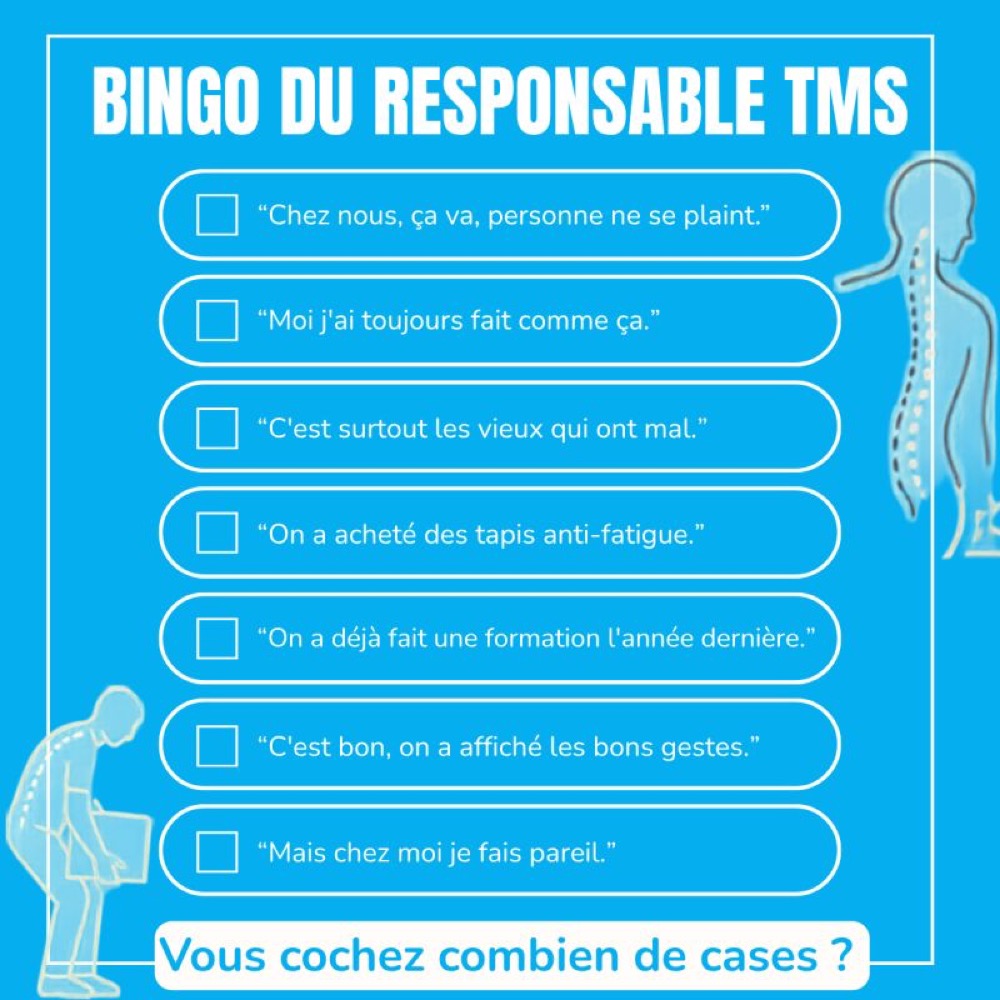 BINGO DU RESPONSABLE TMS
“Chez nous, ça va, personne ne se plaint.”
“Moi j'ai toujours fait comme ça.”
“C'est surtout les vieux qui ont mal.”
“On a acheté des tapis anti-fatigue.”
“On a déjà fait une formation l'année dernière.”
“C'est bon, on a affiché les bons gestes.”
“Mais chez moi je fais pareil.”
Vous cochez combien de cases ?